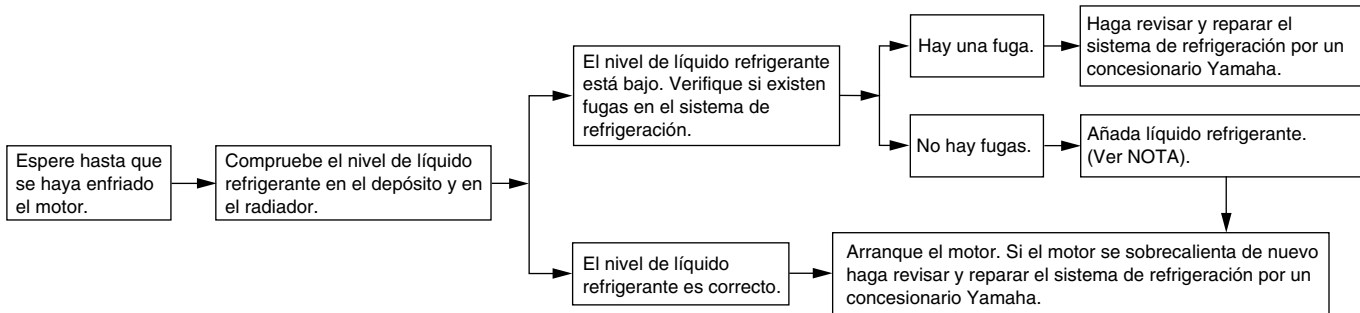 Espere hasta que
se haya enfriado
el motor.
Compruebe el nivel de líquido
refrigerante en el depósito y en
el radiador.
El nivel de líquido refrigerante
está bajo. Verifique si existen
fugas en el sistema de
refrigeración.
Hay una fuga.
Haga revisar y reparar el
sistema de refrigeración por un
concesionario Yamaha.
No hay fugas.
Añada líquido refrigerante.
(Ver NOTA).
El nivel de líquido
refrigerante es correcto.
Arranque el motor. Si el motor se sobrecalienta de nuevo
haga revisar y reparar el sistema de refrigeración por un
concesionario Yamaha.